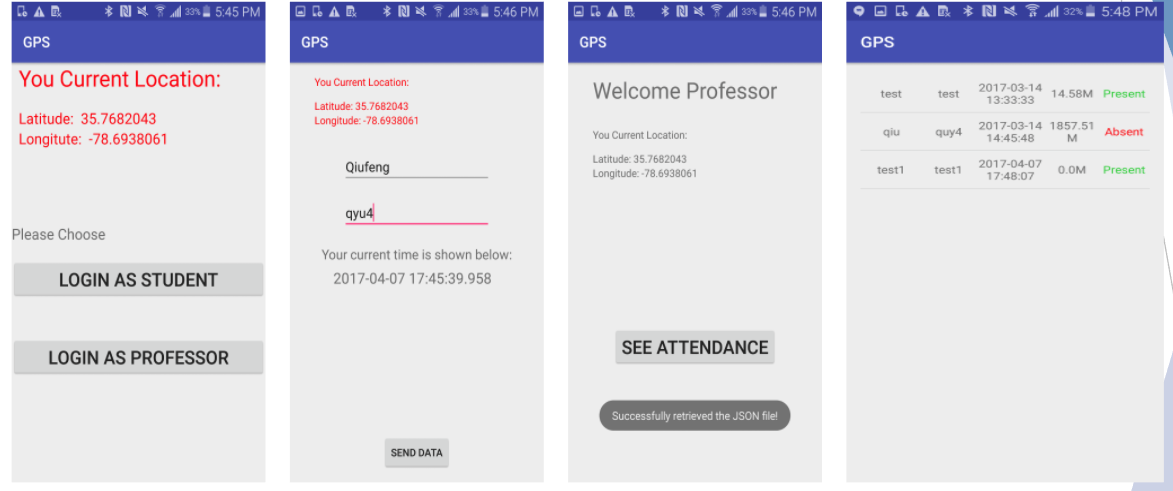 33% 5:45 PM
GPS
You Current Location:
Latitude: 35.7682043
Longitute: -78.6938061
Please Choose
LOGIN AS STUDENT
LOGIN AS PROFESSOR
33% 5:46 PM
GPS
You Current Location:
Latitude: 35.7682043
Longitude: -78.6938061
Qiufeng
qyu4
Your current time is shown below:
2017-04-07 17:45:39.958
SEND DATA
33% 5:46 PM
GPS
Welcome Professor
You Current Location:
Latitude: 35.7682043
Longitude: -78.6938061
SEE ATTENDANCE
Successfully retrieved the JSON file!
32% 5:48 PM
GPS
test test 2017-03-14 13:33:33 14.58M Present
qiu quy4 2017-03-14 14:45:48 1857.51 M Absent
test1 test1 2017-04-07 17:48:07 0.0M Present